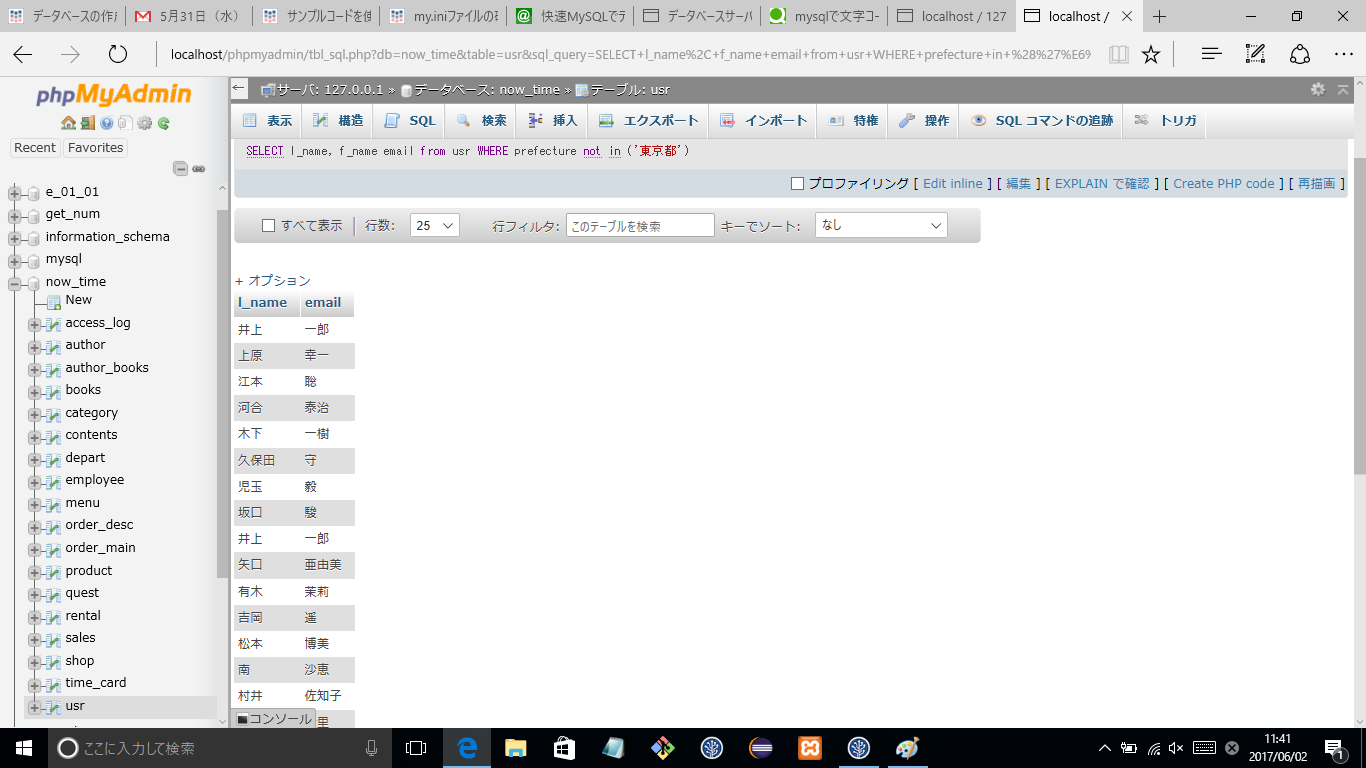 データベースの作成
5月31日（水）
サンプルコードを使
my.iniファイルの
快速MySQLでデ
データベースサーバ
mysqlで文字コー
localhost / 127
localhost /
localhost/phpmyadmin/tbl_sql.php?db=now_time&table=usr&sql_query=SELECT+l_name%2C+f_name+email+from+usr+WHERE+prefecture+in+%28%27%E69
phpMyAdmin
Recent Favorites
e_01_01
get_num
information_schema
mysql
now_time
New
access_log
author
author_books
books
category
contents
depart
employee
menu
order_desc
order_main
product
quest
rental
sales
shop
time_card
usr
サーバ: 127.0.0.1 » データベース: now_time » テーブル: usr
表示 構造 SQL 検索 挿入 エクスポート インポート 特権 操作 SQL コマンドの追跡 トリガ
SELECT l_name, f_name email from usr WHERE prefecture not in ('東京都')
プロファイリング [ Edit inline ] [ 編集 ] [ EXPLAIN で確認 ] [ Create PHP code ] [ 再描画 ]
すべて表示 行数: 25 行フィルタ: このテーブルを検索 キーでソート: なし
+ オプション
l_name email
井上 一郎
上原 幸一
江本 聡
河合 泰治
木下 一樹
久保田 守
児玉 毅
坂口 駿
井上 一郎
矢口 亜由美
有木 茉莉
吉岡 遥
松本 博美
南 沙恵
村井 佐知子
里
コンソール
ここに入力して検索
11:41
2017/06/02
1